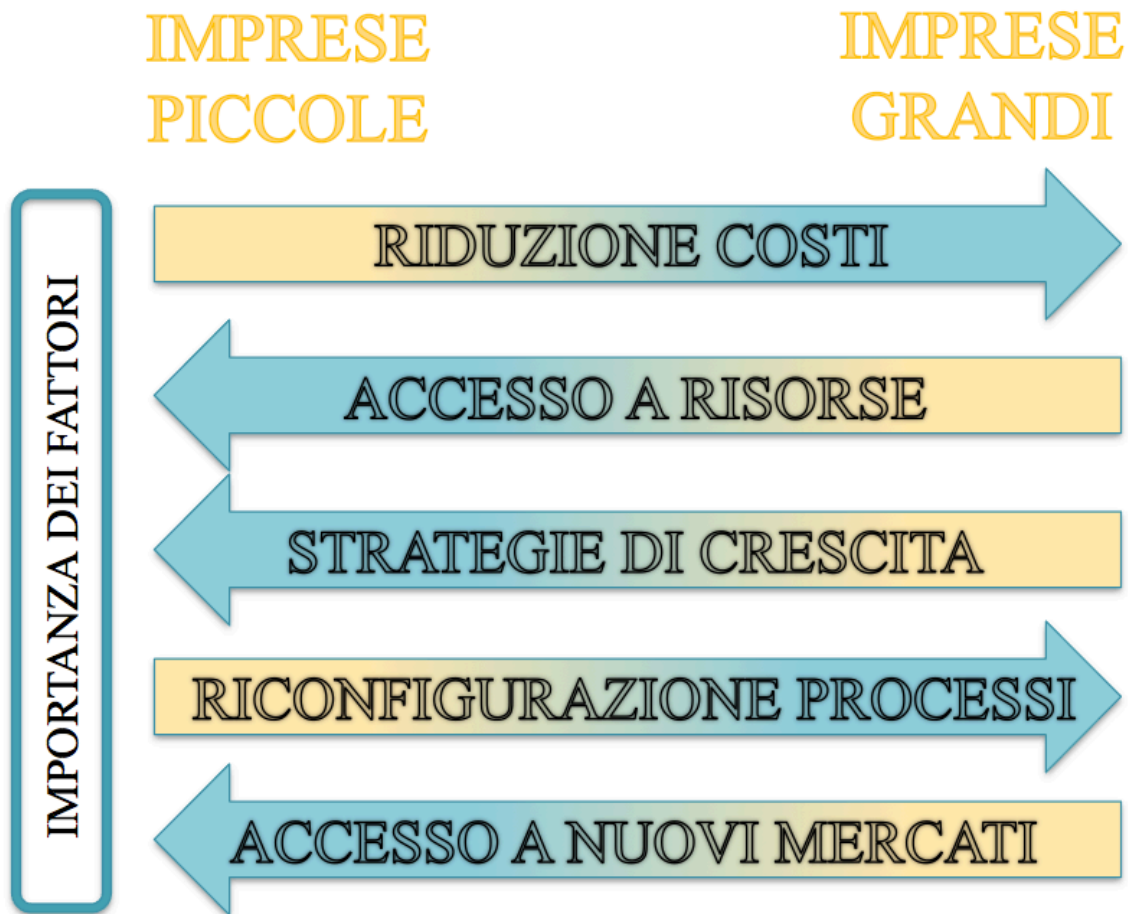 IMPRESE
PICCOLE
IMPRESE
GRANDI
IMPORTANZA DEI FATTORI
RIDUZIONE COSTI
ACCESSO A RISORSE
STRATEGIE DI CRESCITA
RICONFIGURAZIONE PROCESSI
ACCESSO A NUOVI MERCATI